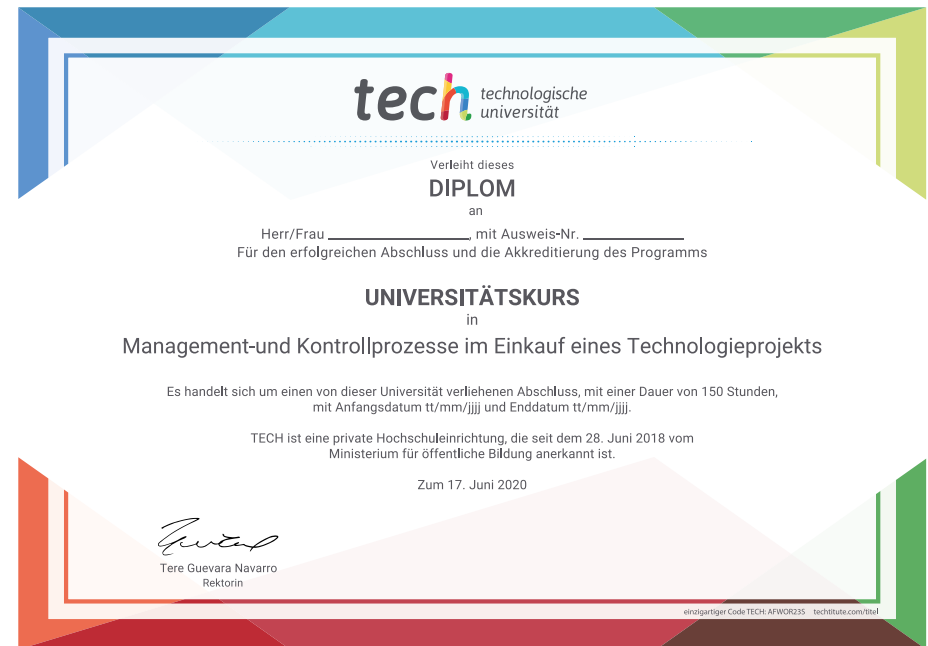 tech technologische
universität
Verleiht dieses
DIPLOM
an
Herr/Frau ______________, mit Ausweis-Nr. __________
Für den erfolgreichen Abschluss und die Akkreditierung des Programms
UNIVERSITÄTSKURS
in
Management-und Kontrollprozesse im Einkauf eines Technologieprojekts
Es handelt sich um einen von dieser Universität verliehenen Abschluss, mit einer Dauer von 150 Stunden,
mit Anfangsdatum tt/mm/jjjj und Enddatum tt/mm/jjjj.
TECH ist eine private Hochschuleinrichtung, die seit dem 28. Juni 2018 vom
Ministerium für öffentliche Bildung anerkannt ist.
Zum 17. Juni 2020
Tere Guevara Navarro
Rektorin
einzigartiger Code TECH: AFWOR23S techtitute.com/titel